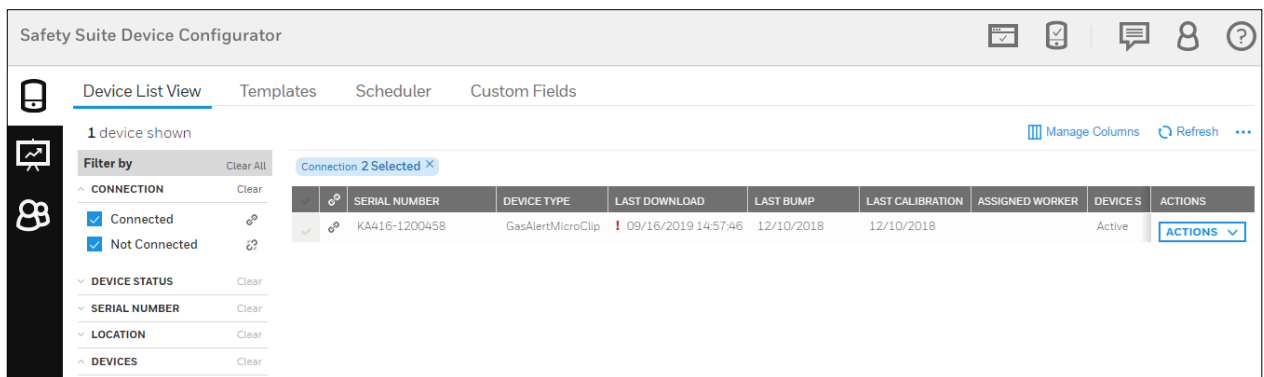 Safety Suite Device Configurator
Device List View Templates Scheduler Custom Fields
1 device shown
Manage Columns Refresh
Filter by Clear All
Connection 2 Selected ×
CONNECTION Clear
Connected
Not Connected
DEVICE STATUS Clear
SERIAL NUMBER Clear
LOCATION Clear
DEVICES Clear
SERIAL NUMBER DEVICE TYPE LAST DOWNLOAD LAST BUMP LAST CALIBRATION ASSIGNED WORKER DEVICE S ACTIONS
KA416-1200458 GasAlertMicroClip ! 09/16/2019 14:57:46 12/10/2018 12/10/2018 Active ACTIONS